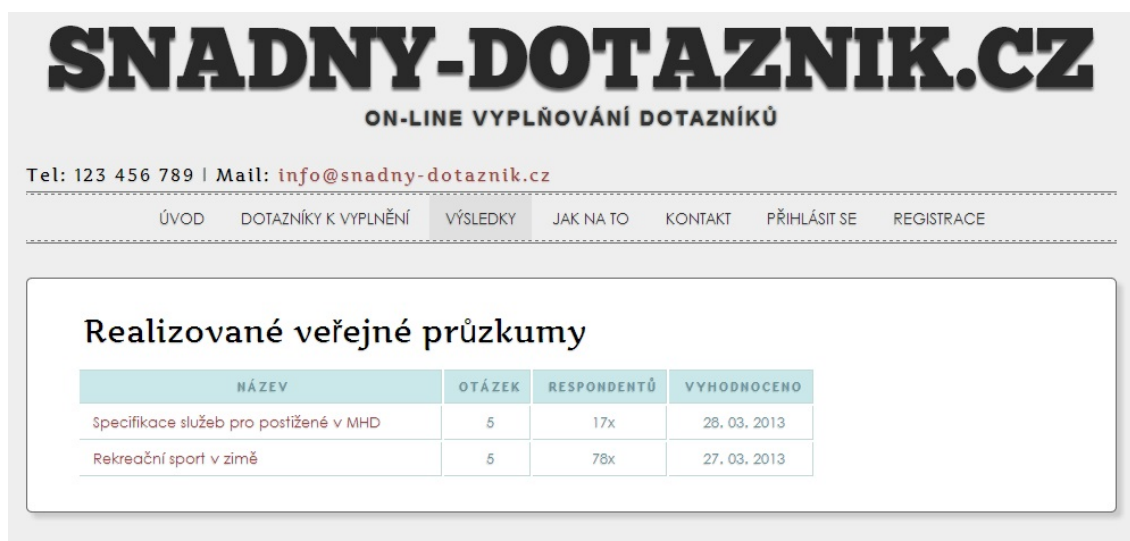 SNADNY-DOTAZNIK.CZ
ON-LINE VYPLŇOVÁNÍ DOTAZNÍKŮ
Tel: 123 456 789 | Mail: info@snadny-dotaznik.cz
ÚVOD DOTAZNÍKY K VYPLNĚNÍ VÝSLEDKY JAK NA TO KONTAKT PŘIHLÁSIT SE REGISTRACE
Realizované veřejné průzkumy
NÁZEV OTÁZEK RESPONDENTŮ VYHODNOCENO
Specifikace služeb pro postižené v MHD 5 17x 28. 03. 2013
Rekreační sport v zimě 5 78x 27. 03. 2013